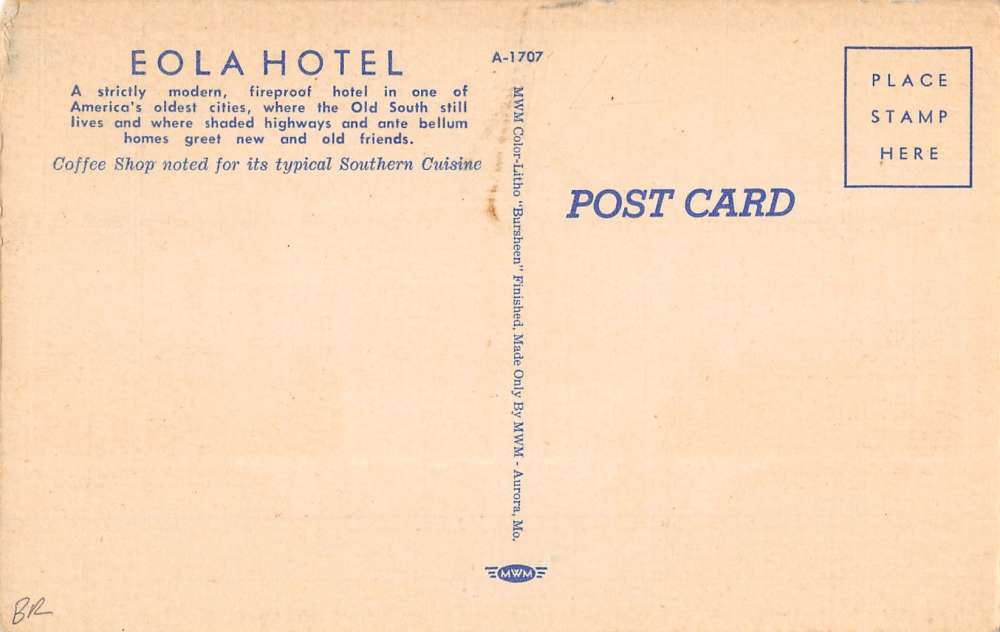 EOLA HOTEL
A strictly modern, fireproof hotel in one of
America's oldest cities, where the Old South still
lives and where shaded highways and ante bellum
homes greet new and old friends.
Coffee Shop noted for its typical Southern Cuisine
A-1707
MWM Color-Litho "Bursheen" Finished, Made Only By MWM - Aurora, Mo.
MWM
POST CARD
PLACE
STAMP
HERE
BR